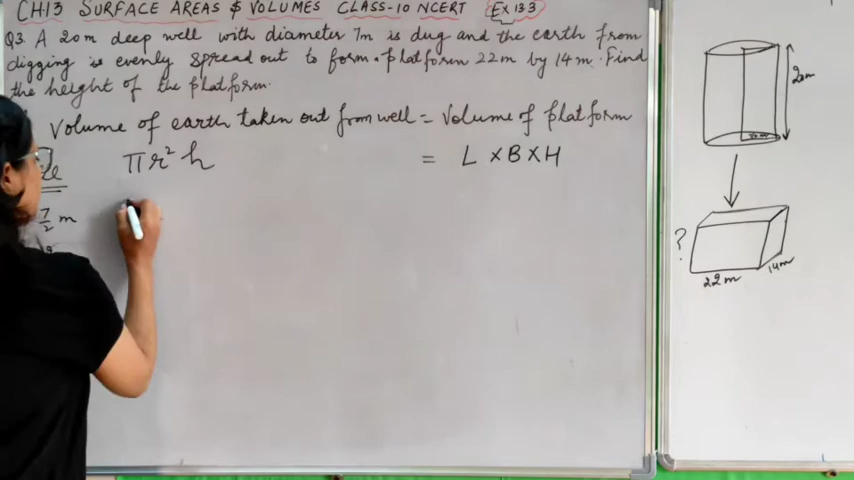 CH13 SURFACE AREAS & VOLUMES CLASS-10 NCERT Ex 13.3
Q3. A 20m deep well with diameter 7m is dug and the earth from
digging is evenly spread out to form a platform 22m by 14m. Find
the height of the platform.
Volume of earth taken out from well = Volume of platform
πr²h = L×B×H
7/2 m
20m
?
22m
14m